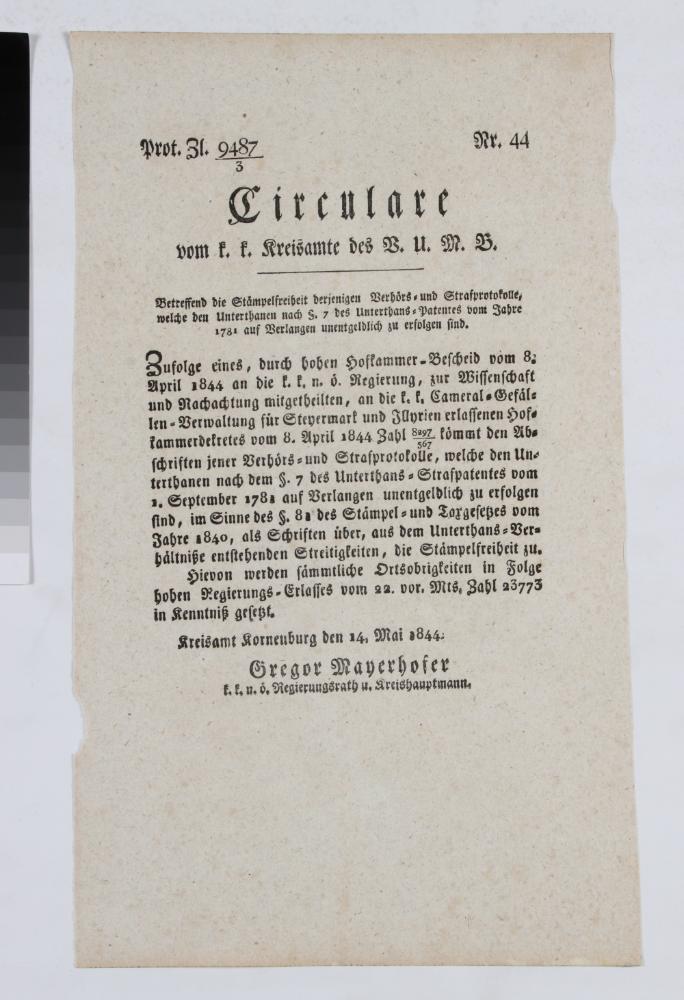 Prot. Zl. 9487/3
Nr. 44
Circulare
vom k. k. Kreisamte des V. U. M. B.
Betreffend die Stämpelfreiheit derjenigen Verhörs- und Strafprotokolle,
welche den Unterthanen nach §. 7 des Unterthans-Patentes vom Jahre
1781 auf Verlangen unentgeldlich zu erfolgen sind.
Zufolge eines, durch hohen Hofkammer-Bescheid vom 8.
April 1844 an die k. k. n. ö. Regierung, zur Wissenschaft
und Nachachtung mitgetheilten, an die k. k. Cameral-Gefäl-
len-Verwaltung für Steyermark und Illyrien erlassenen Hof-
kammerdekretes vom 8. April 1844 Zahl 8297/567 kömmt den Ab-
schriften jener Verhörs- und Strafprotokolle, welche den Un-
terthanen nach dem §. 7 des Unterthans-Strafpatentes vom
1. September 1781 auf Verlangen unentgeldlich zu erfolgen
sind, im Sinne des §. 81 des Stämpel- und Taxgesetzes vom
Jahre 1840, als Schriften über, aus dem Unterthans-Ver-
hältniße entstehenden Streitigkeiten, die Stämpelfreiheit zu.
Hievon werden sämmtliche Ortsobrigkeiten in Folge
hohen Regierungs-Erlasses vom 22. vor. Mts. Zahl 23773
in Kenntniß gesetzt.
Kreisamt Korneuburg den 14. Mai 1844.
Gregor Mayerhofer
k. k. n. ö. Regierungsrath u. Kreishauptmann.